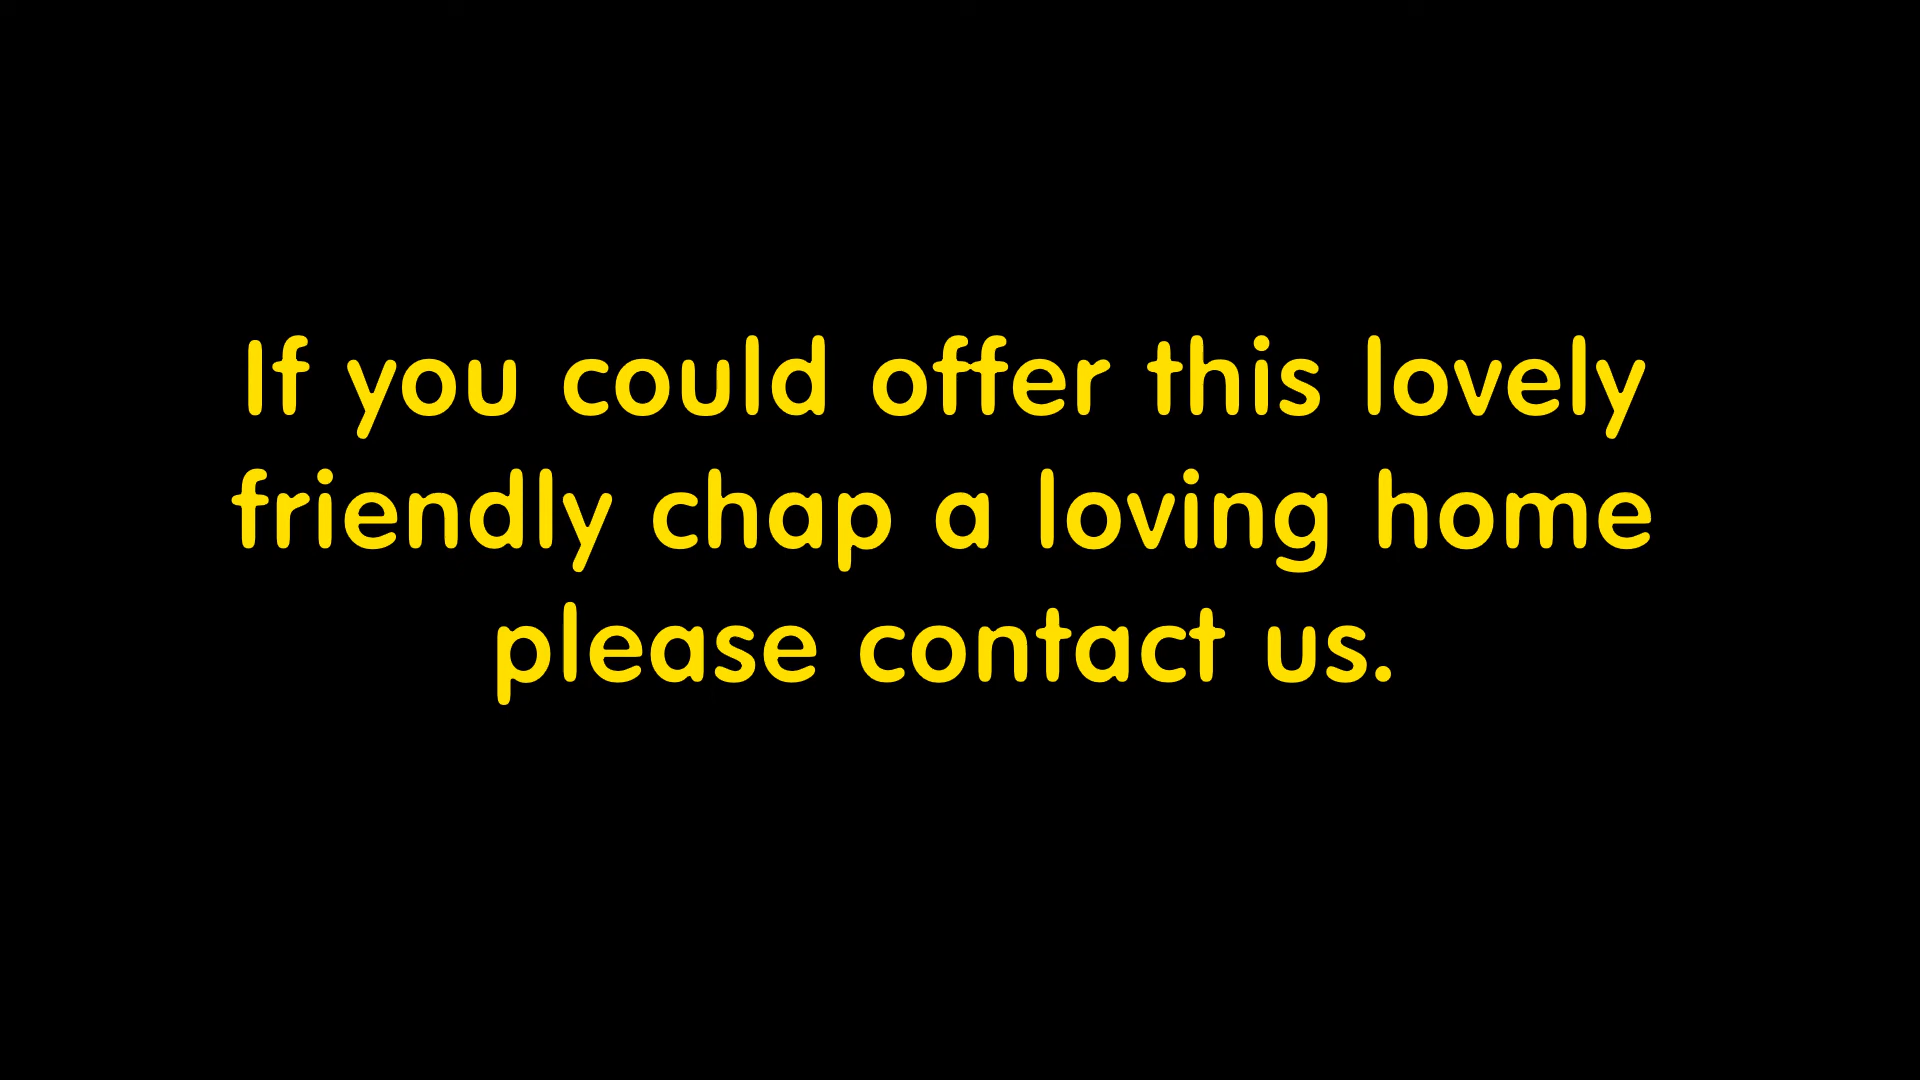 If you could offer this lovely
friendly chap a loving home
please contact us.